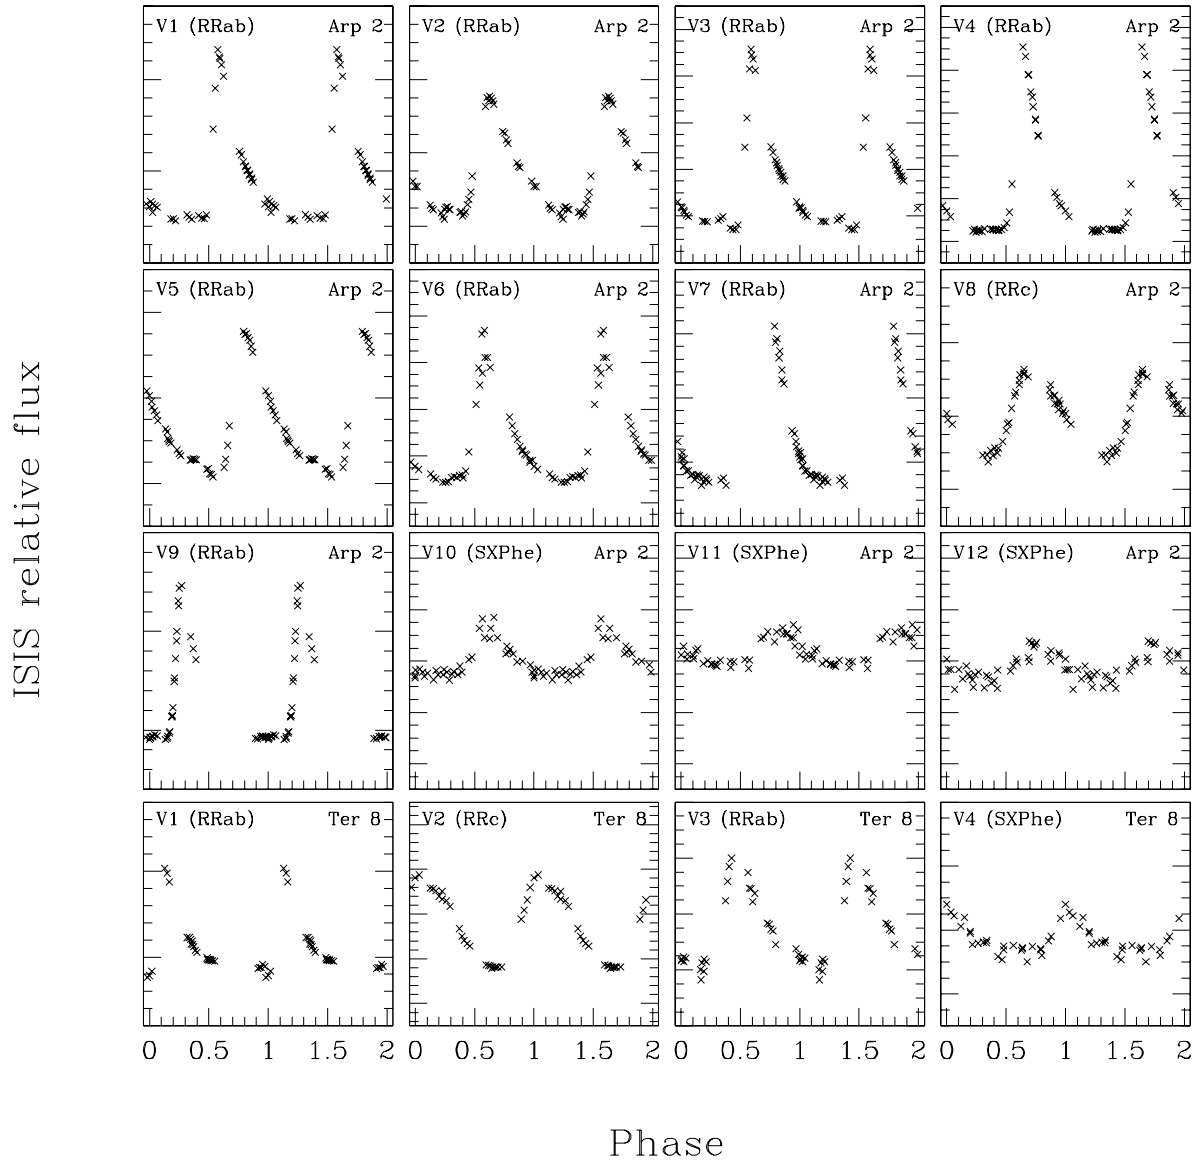 V1 (RRab) Arp 2
V2 (RRab) Arp 2
V3 (RRab) Arp 2
V4 (RRab) Arp 2
V5 (RRab) Arp 2
V6 (RRab) Arp 2
V7 (RRab) Arp 2
V8 (RRc) Arp 2
V9 (RRab) Arp 2
V10 (SXPhe) Arp 2
V11 (SXPhe) Arp 2
V12 (SXPhe) Arp 2
V1 (RRab) Ter 8
V2 (RRc) Ter 8
V3 (RRab) Ter 8
V4 (SXPhe) Ter 8
0 0.5 1 1.5 2
0 0.5 1 1.5 2
0 0.5 1 1.5 2
0 0.5 1 1.5 2
ISIS relative flux
Phase